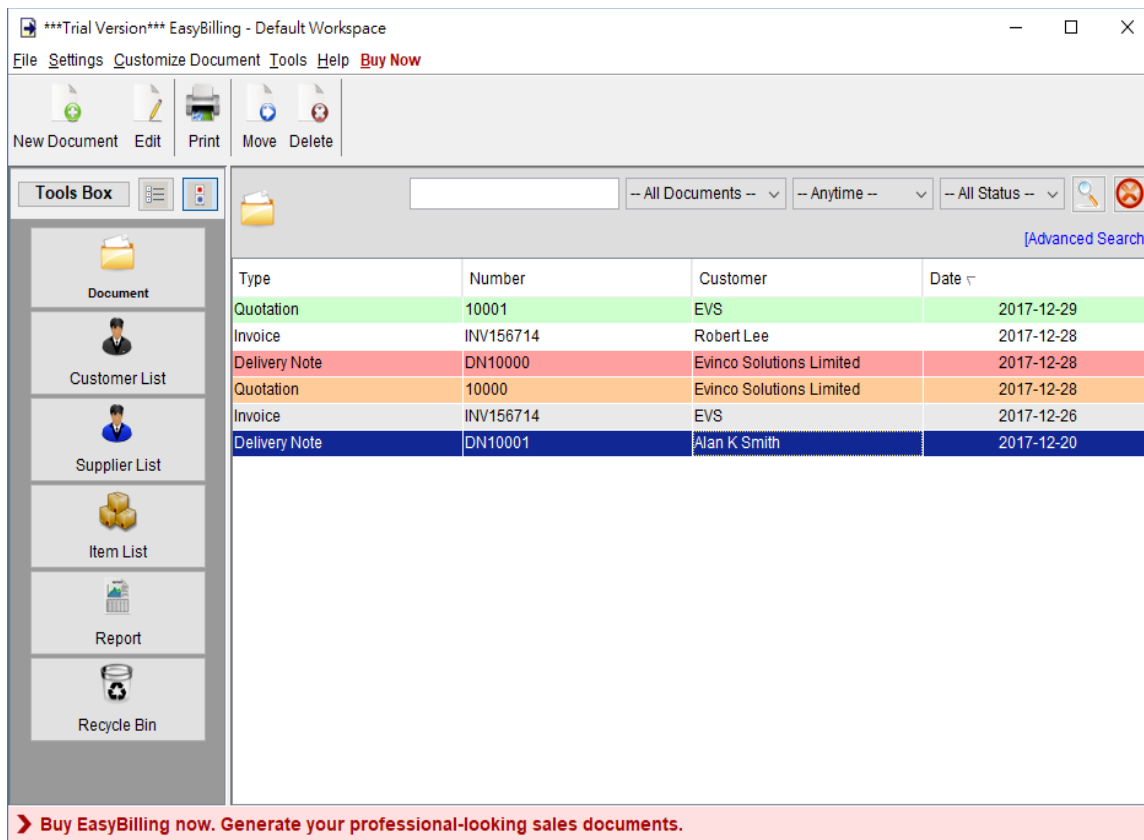 ***Trial Version*** EasyBilling - Default Workspace
File Settings Customize Document Tools Help Buy Now
New Document Edit Print Move Delete
Tools Box
-- All Documents -- -- Anytime -- -- All Status --
[Advanced Search
Document
Customer List
Supplier List
Item List
Report
Recycle Bin
Type Number Customer Date
Quotation 10001 EVS 2017-12-29
Invoice INV156714 Robert Lee 2017-12-28
Delivery Note DN10000 Evinco Solutions Limited 2017-12-28
Quotation 10000 Evinco Solutions Limited 2017-12-28
Invoice INV156714 EVS 2017-12-26
Delivery Note DN10001 Alan K Smith 2017-12-20
Buy EasyBilling now. Generate your professional-looking sales documents.